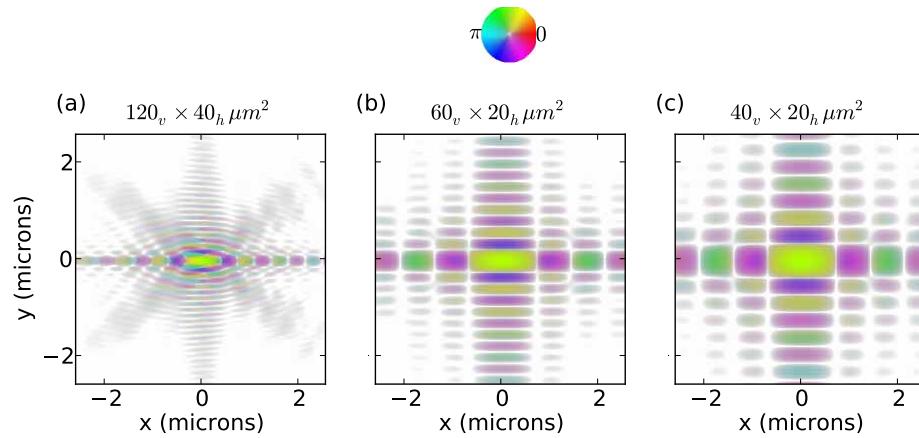 π 0
(a) 120_v × 40_h μm²
(b) 60_v × 20_h μm²
(c) 40_v × 20_h μm²
y (microns)
2
0
−2
−2 0 2
x (microns)
−2 0 2
x (microns)
−2 0 2
x (microns)